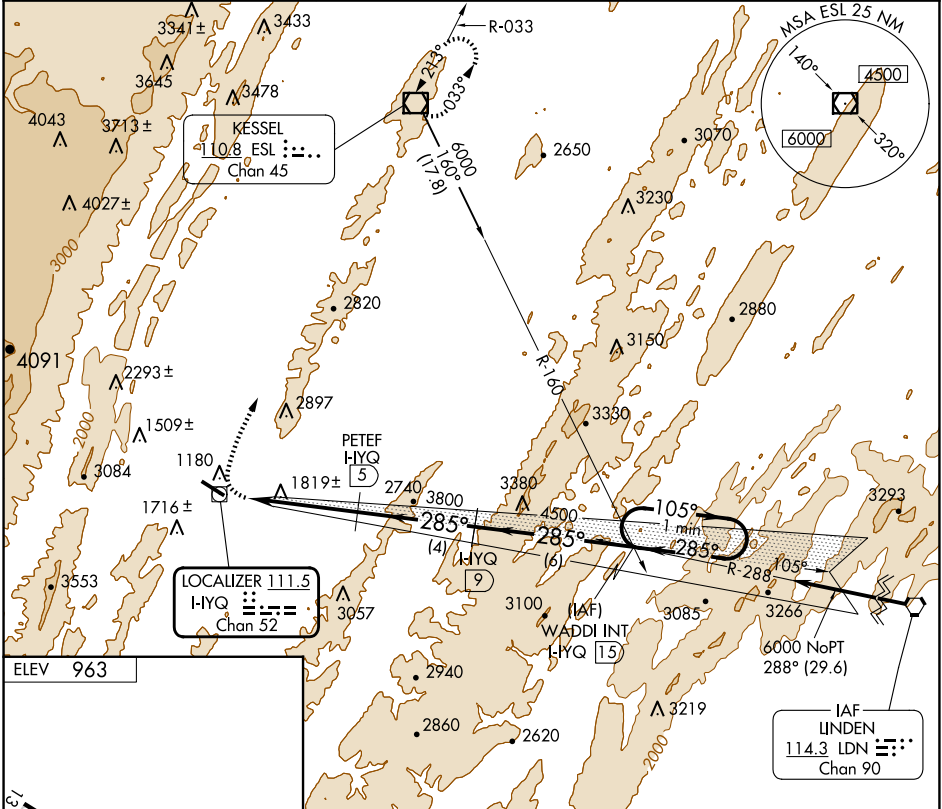 3341±
3433
R-033
MSA ESL 25 NM
3645
213°
033°
140°
4500
3478
4043
3713±
6000
320°
KESSEL
110.8 ESL
Chan 45
6000
160°
(17.8)
2650
3070
4027±
3230
3000
2820
2880
4091
3150
R-160
2293±
2897
3330
1509±
2000
3084
1180
PETEF
I-IYQ
5
1819±
2740
3800
3380
4500
105°
1 min
3293
1716±
285°
285°
285°
(4)
(6)
R-288
105°
I-IYQ
9
3553
LOCALIZER 111.5
I-IYQ
Chan 52
3057
3100
(IAF)
WADDI INT
I-IYQ 15
3085
3266
6000 NoPT
288° (29.6)
ELEV 963
2940
3219
2860
2620
2000
IAF
LINDEN
114.3 LDN
Chan 90
13